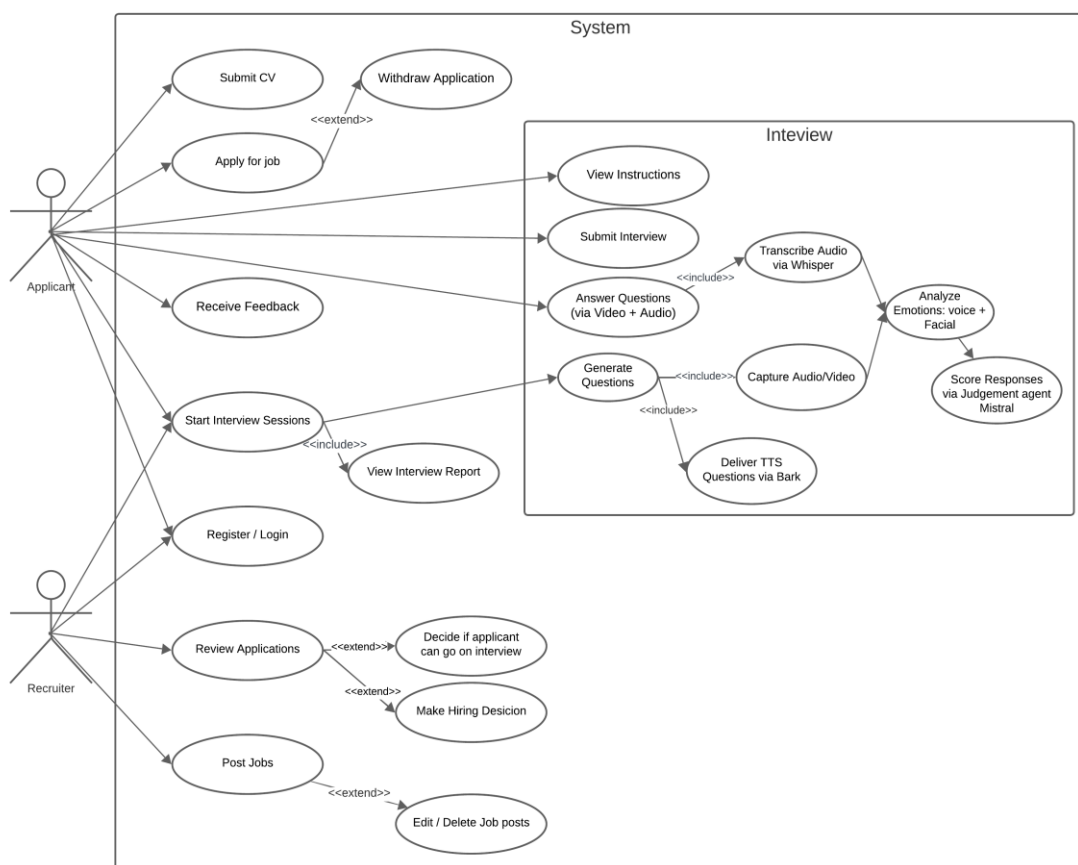 System
Submit CV
Withdraw Application
<<extend>>
Apply for job
Inteview
View Instructions
Submit Interview
Transcribe Audio
via Whisper
<<include>>
Answer Questions
(via Video + Audio)
Analyze
Emotions: voice +
Facial
Applicant
Receive Feedback
Generate
Questions
<<include>>
Capture Audio/Video
Score Responses
via Judgement agent
Mistral
<<include>>
Start Interview Sessions
<<include>>
View Interview Report
Deliver TTS
Questions via Bark
Register / Login
Recruiter
Review Applications
<<extend>>
Decide if applicant
can go on interview
<<extend>>
Make Hiring Desicion
Post Jobs
<<extend>>
Edit / Delete Job posts